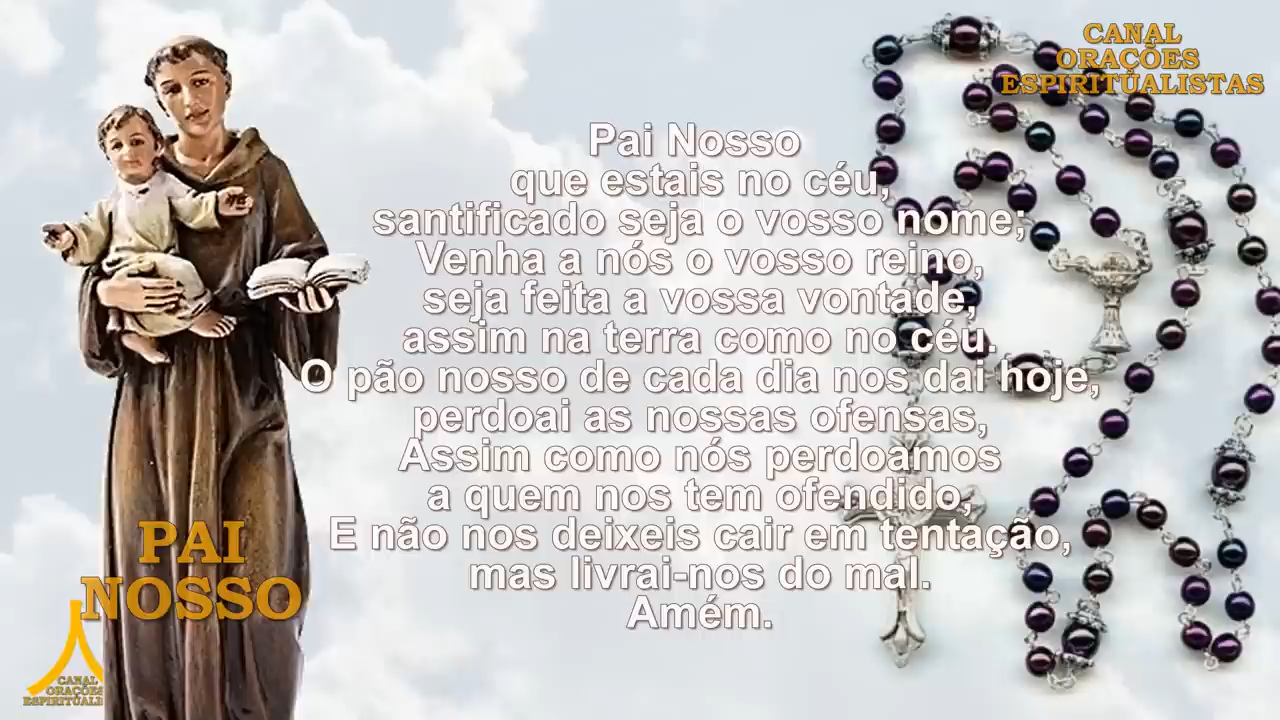 CANAL
ORAÇÕES
ESPIRITUALISTAS
Pai Nosso
que estais no céu,
santificado seja o vosso nome;
Venha a nós o vosso reino,
seja feita a vossa vontade,
assim na terra como no céu.
O pão nosso de cada dia nos dai hoje,
perdoai as nossas ofensas,
Assim como nós perdoamos
a quem nos tem ofendido,
E não nos deixeis cair em tentação,
mas livrai-nos do mal.
Amém.
PAI
NOSSO
CANAL
ORAÇÕES
ESPIRITUALI